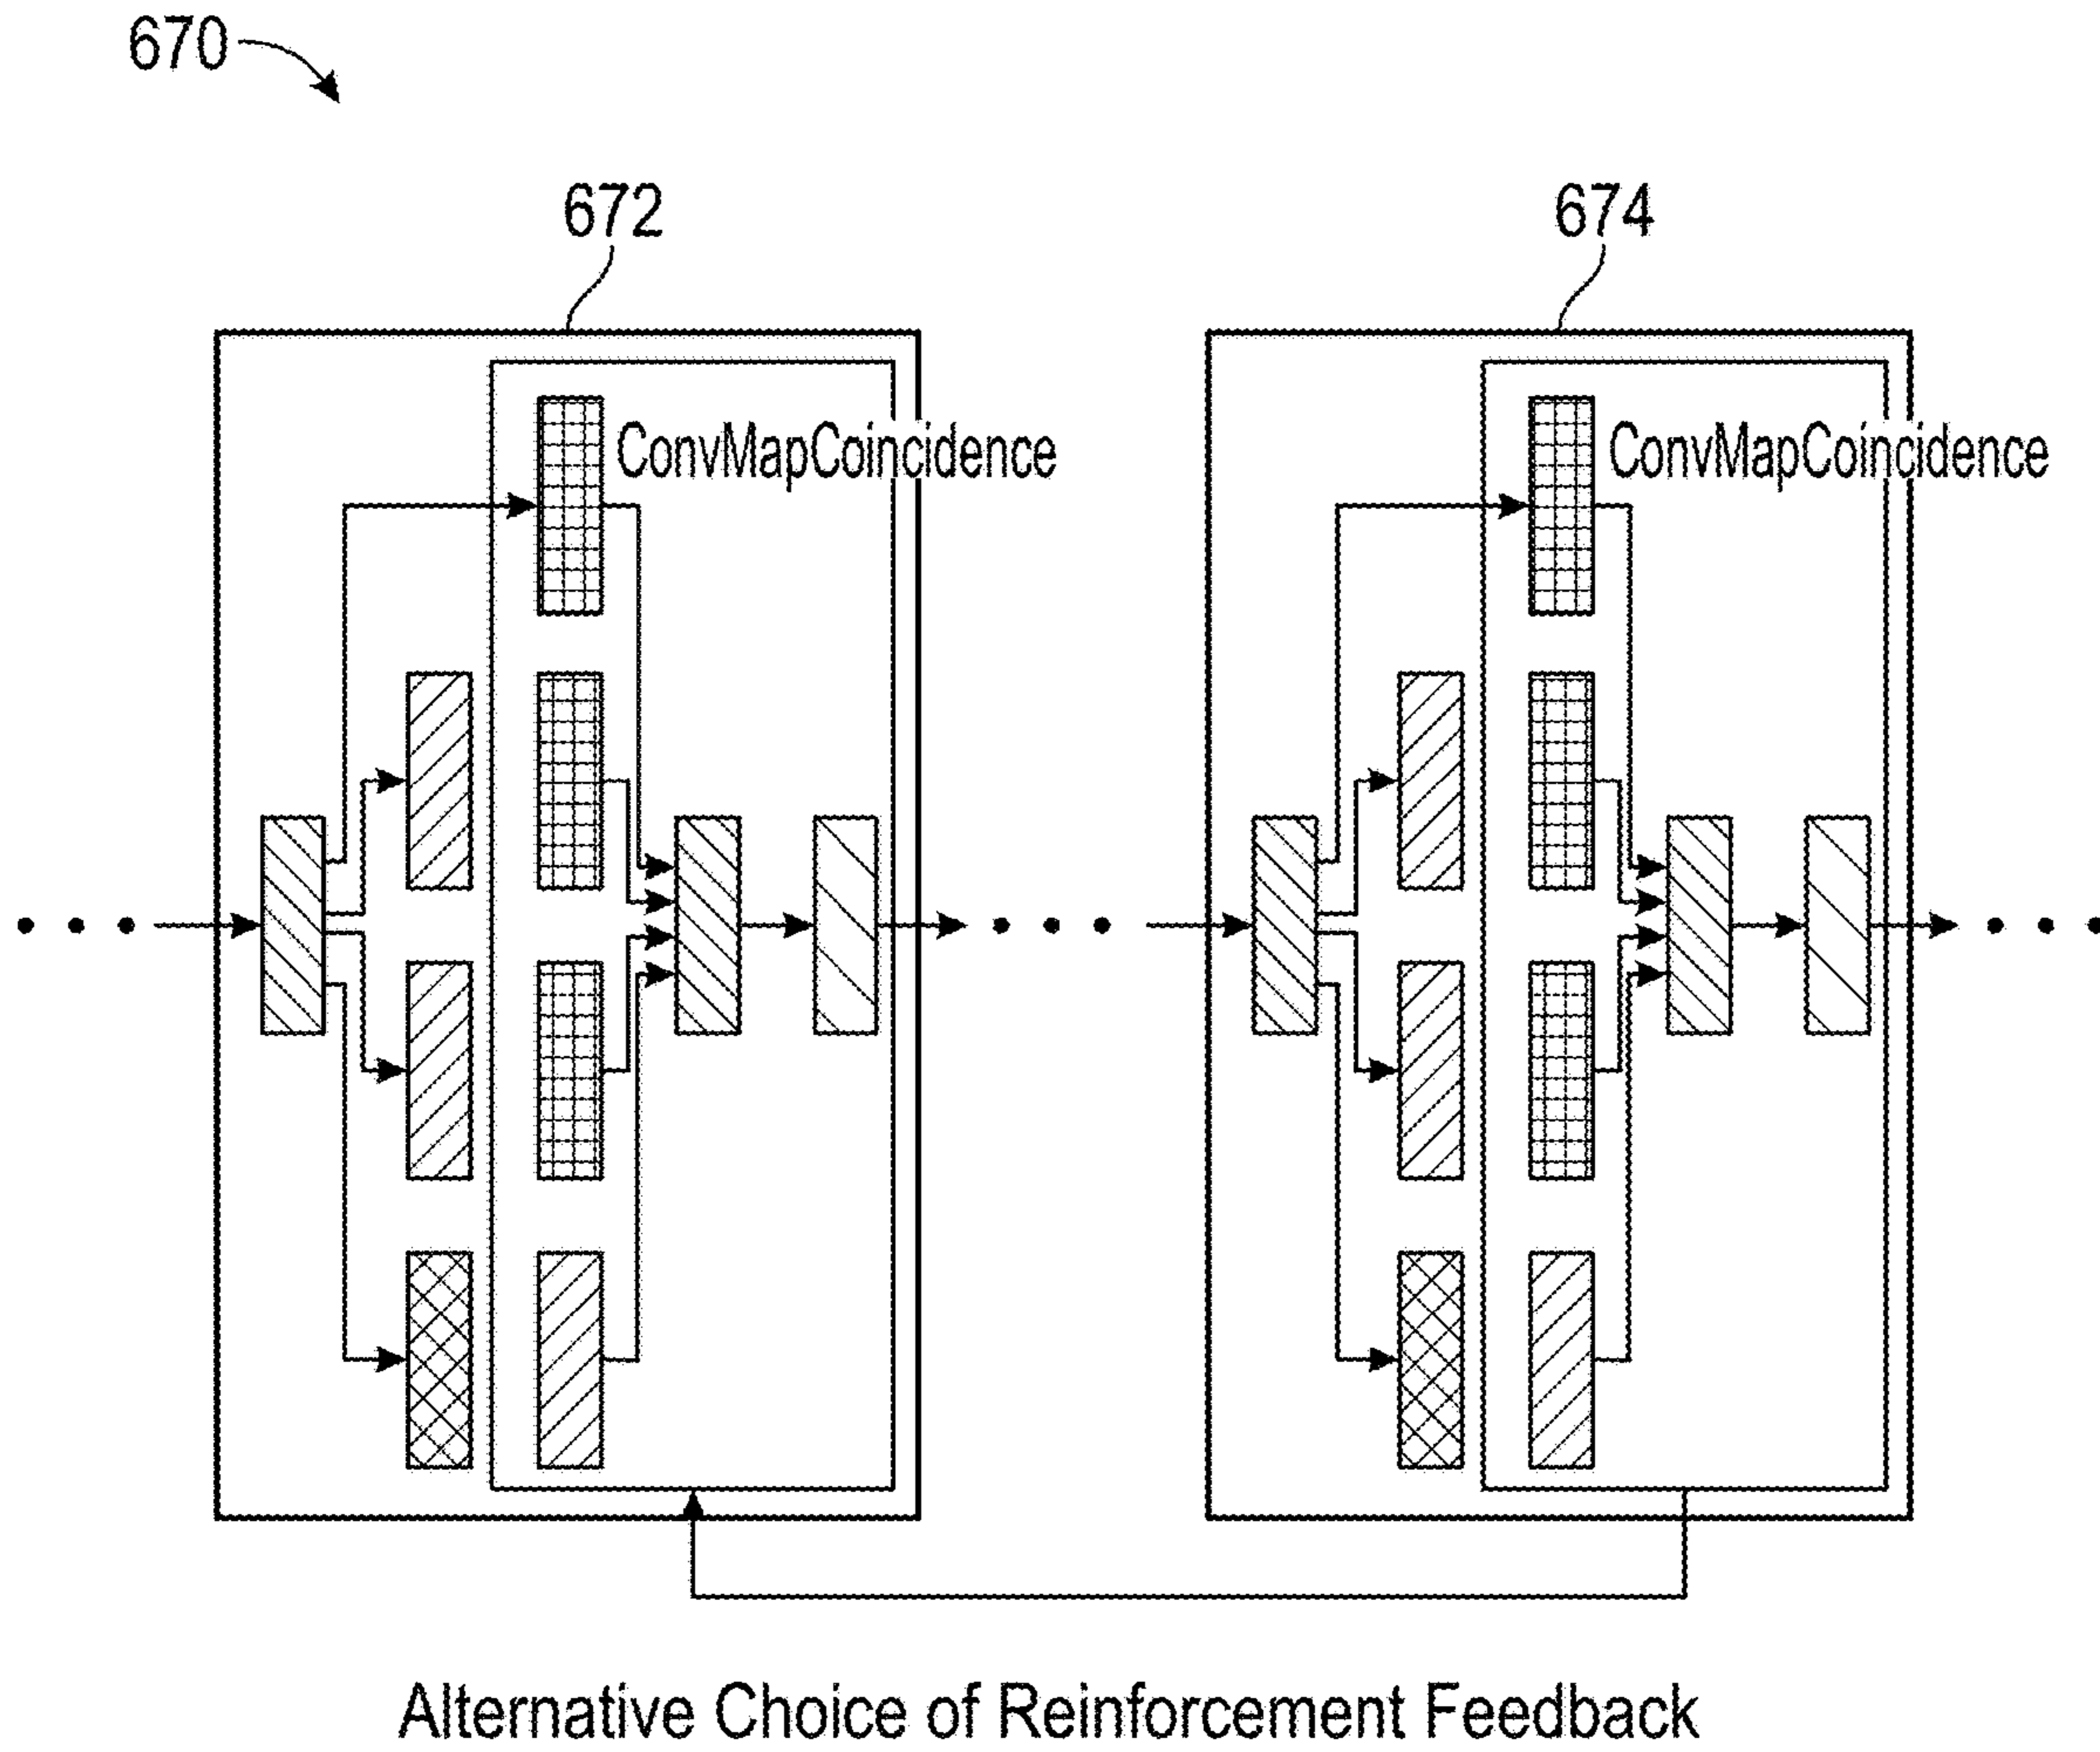 670
672
674
ConvMapCoincidence
ConvMapCoincidence
Alternative Choice of Reinforcement Feedback